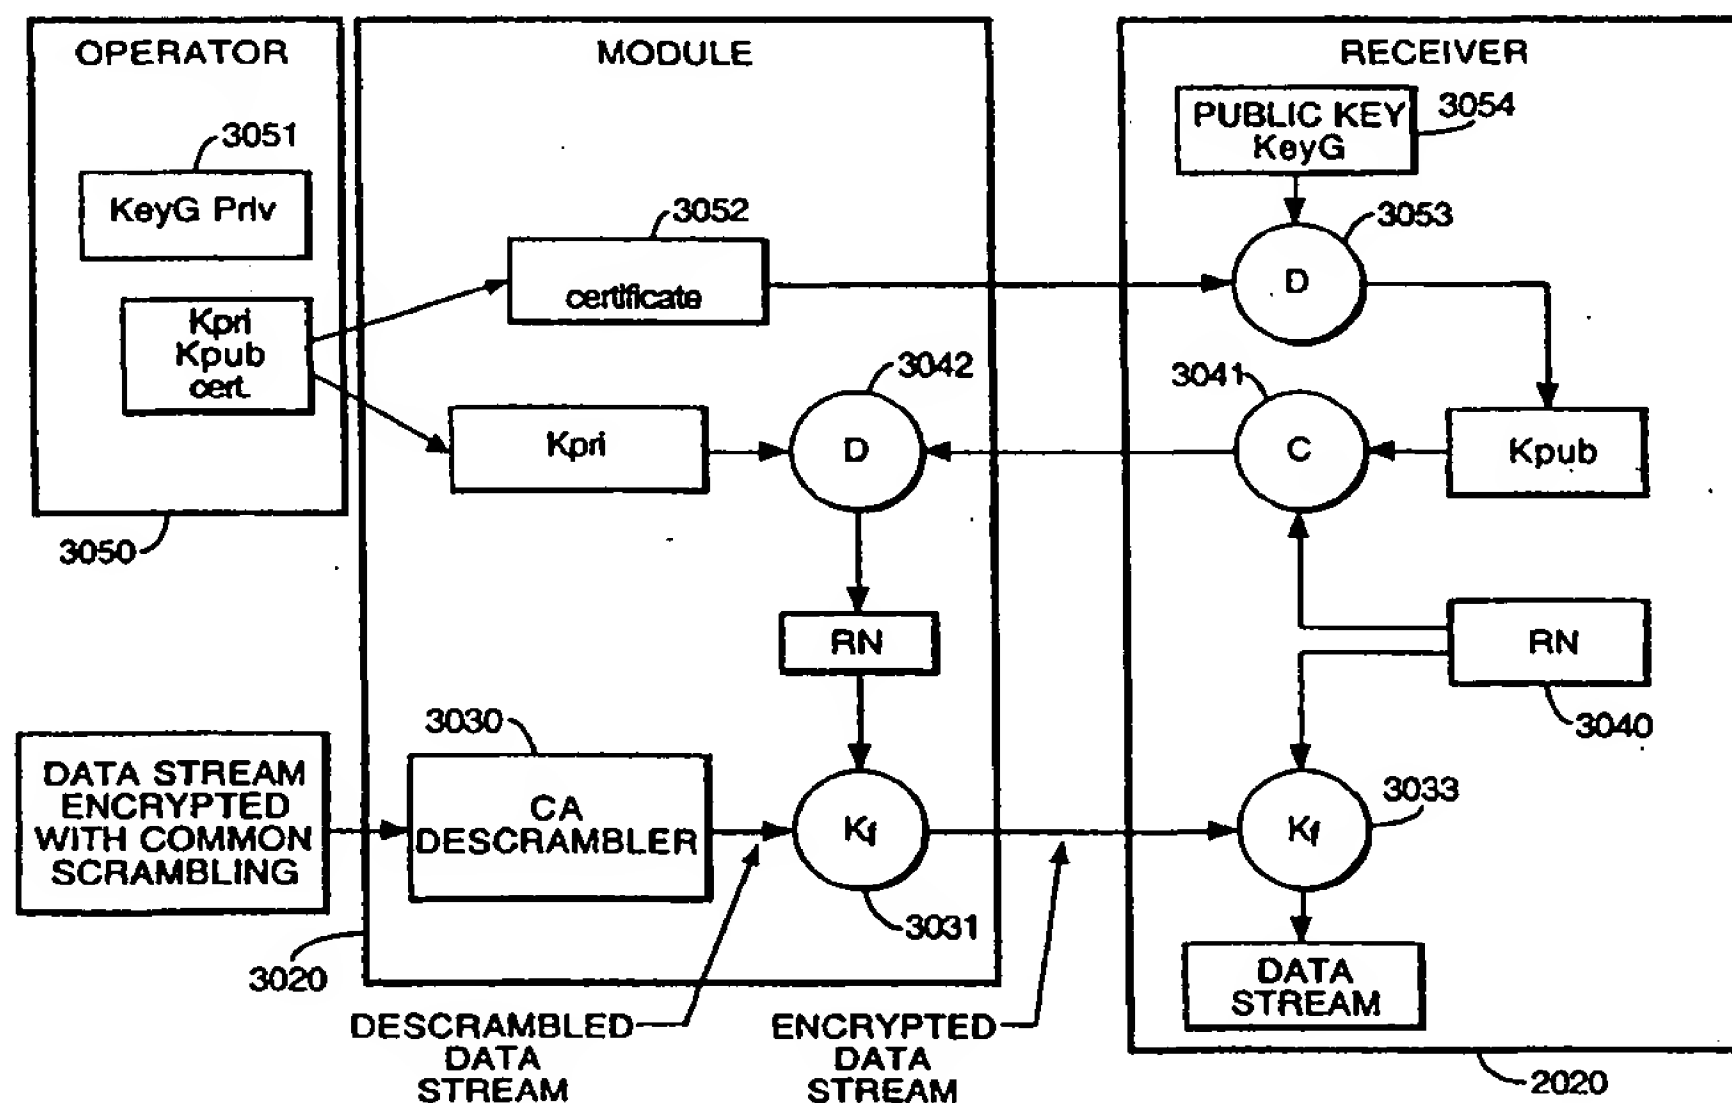 OPERATOR
MODULE
RECEIVER
3051
KeyG Priv
Kpri
Kpub
cert.
3050
3052
certificate
PUBLIC KEY
KeyG
3054
3053
D
3042
D
Kpri
3041
C
Kpub
RN
RN
3040
DATA STREAM
ENCRYPTED
WITH COMMON
SCRAMBLING
3030
CA
DESCRAMBLER
Kf
3031
Kf
3033
3020
DATA
STREAM
DESCRAMBLED
DATA
STREAM
ENCRYPTED
DATA
STREAM
2020